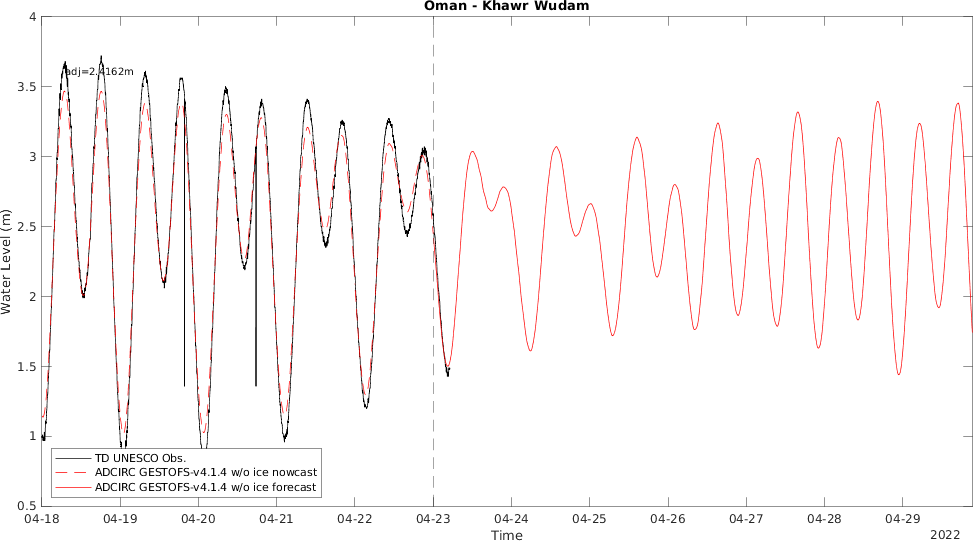 Oman - Khawr Wudam
4
adj=2.4162m
3.5
3
2.5
2
1.5
1
0.5
Water Level (m)
TD UNESCO Obs.
ADCIRC GESTOFS-v4.1.4 w/o ice nowcast
ADCIRC GESTOFS-v4.1.4 w/o ice forecast
04-18 04-19 04-20 04-21 04-22 04-23 04-24 04-25 04-26 04-27 04-28 04-29
Time
2022